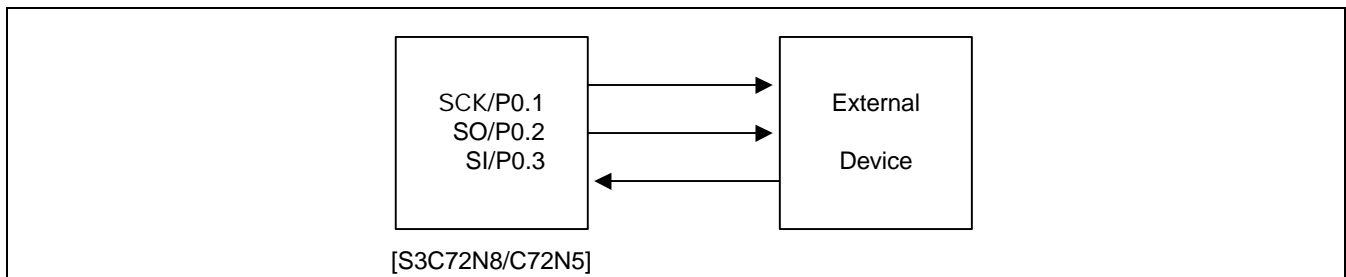 SCK/P0.1
SO/P0.2
SI/P0.3
External
Device
[S3C72N8/C72N5]